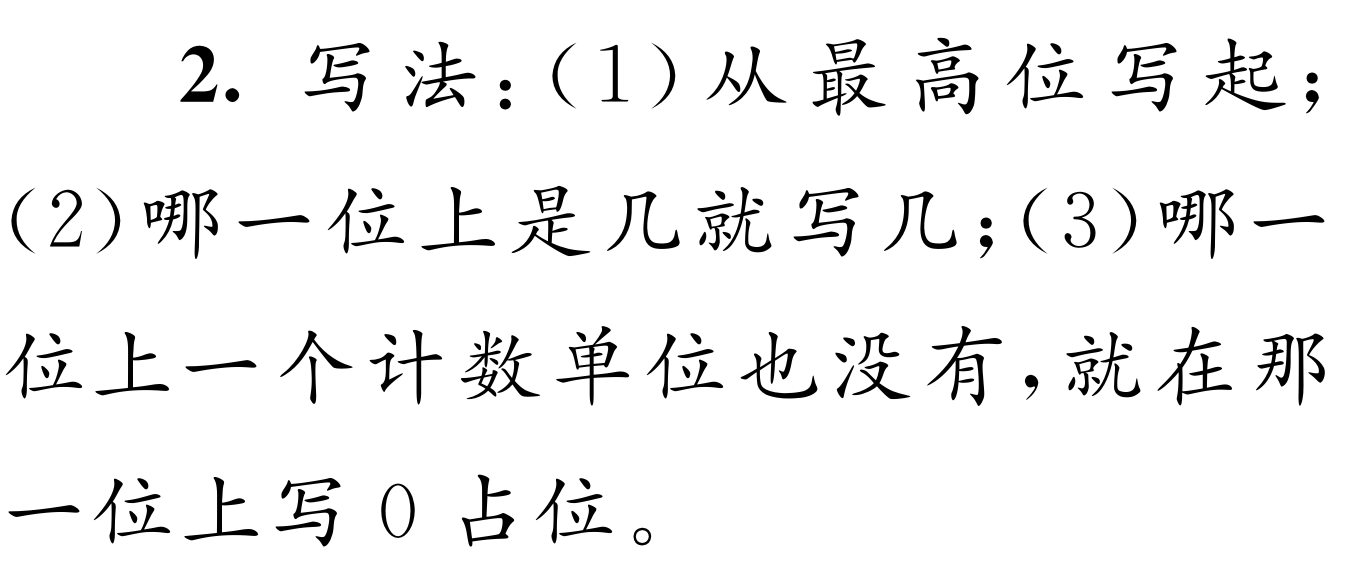 2. 写法:(1)从最高位写起;
(2)哪一位上是几就写几;(3)哪一
位上一个计数单位也没有,就在那
一位上写 0 占位。